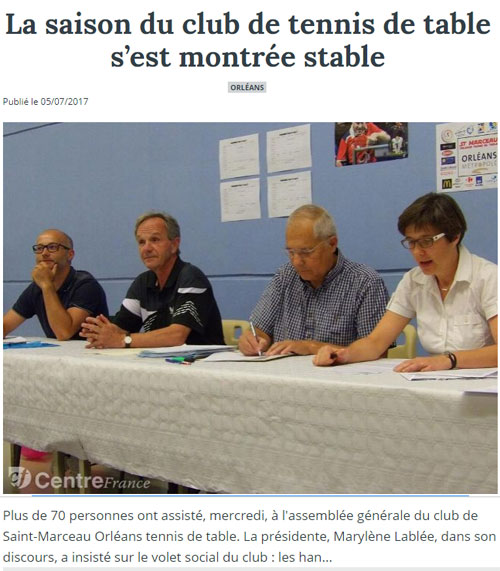 La saison du club de tennis de table
s'est montrée stable
ORLÉANS
Publié le 05/07/2017
ST MARCEAU
ORLÉANS
MÉTROPOLE
CentreFrance
Plus de 70 personnes ont assisté, mercredi, à l'assemblée générale du club de
Saint-Marceau Orléans tennis de table. La présidente, Marylène Lablée, dans son
discours, a insisté sur le volet social du club : les han...